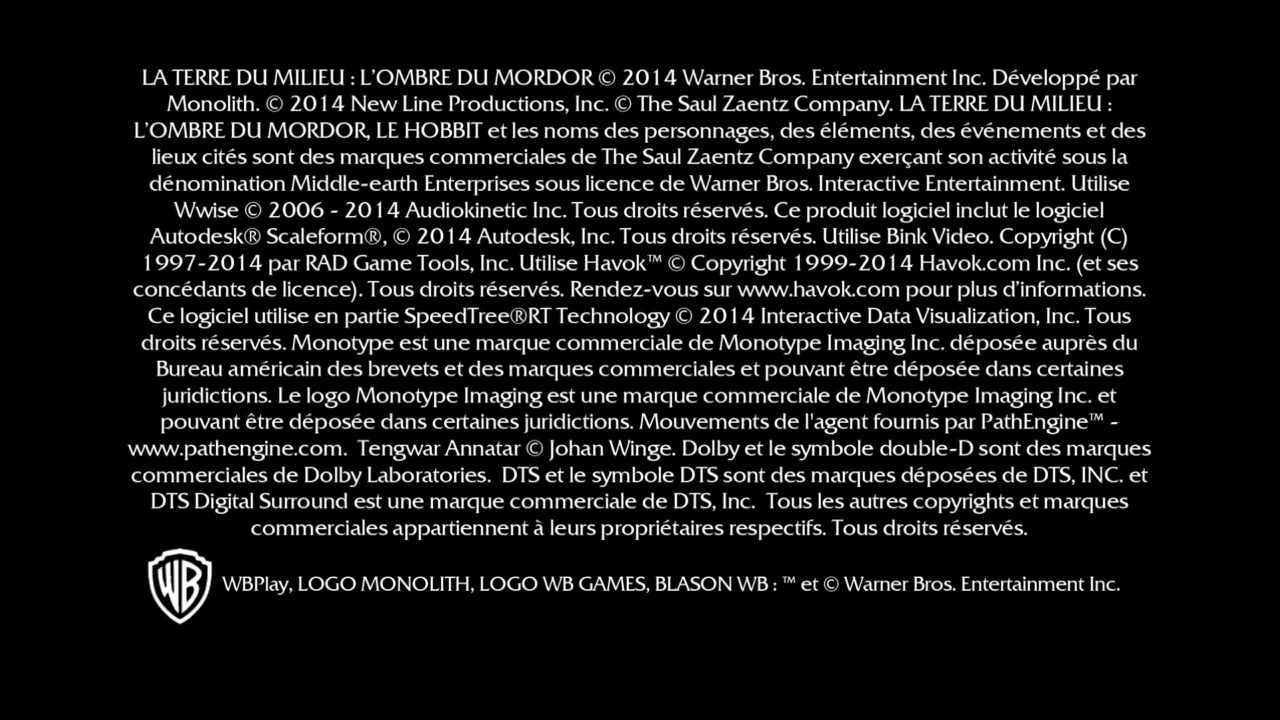 LA TERRE DU MILIEU : L’OMBRE DU MORDOR © 2014 Warner Bros. Entertainment Inc. Développé par
Monolith. © 2014 New Line Productions, Inc. © The Saul Zaentz Company. LA TERRE DU MILIEU :
L’OMBRE DU MORDOR, LE HOBBIT et les noms des personnages, des éléments, des événements et des
lieux cités sont des marques commerciales de The Saul Zaentz Company exerçant son activité sous la
dénomination Middle-earth Enterprises sous licence de Warner Bros. Interactive Entertainment. Utilise
Wwise © 2006 - 2014 Audiokinetic Inc. Tous droits réservés. Ce produit logiciel inclut le logiciel
Autodesk® Scaleform®, © 2014 Autodesk, Inc. Tous droits réservés. Utilise Bink Video. Copyright (C)
1997-2014 par RAD Game Tools, Inc. Utilise Havok™ © Copyright 1999-2014 Havok.com Inc. (et ses
concédants de licence). Tous droits réservés. Rendez-vous sur www.havok.com pour plus d’informations.
Ce logiciel utilise en partie SpeedTree®RT Technology © 2014 Interactive Data Visualization, Inc. Tous
droits réservés. Monotype est une marque commerciale de Monotype Imaging Inc. déposée auprès du
Bureau américain des brevets et des marques commerciales et pouvant être déposée dans certaines
juridictions. Le logo Monotype Imaging est une marque commerciale de Monotype Imaging Inc. et
pouvant être déposée dans certaines juridictions. Mouvements de l'agent fournis par PathEngine™ -
www.pathengine.com.  Tengwar Annatar © Johan Winge. Dolby et le symbole double-D sont des marques
commerciales de Dolby Laboratories.  DTS et le symbole DTS sont des marques déposées de DTS, INC. et
DTS Digital Surround est une marque commerciale de DTS, Inc.  Tous les autres copyrights et marques
commerciales appartiennent à leurs propriétaires respectifs. Tous droits réservés.
WB WBPlay, LOGO MONOLITH, LOGO WB GAMES, BLASON WB : ™ et © Warner Bros. Entertainment Inc.